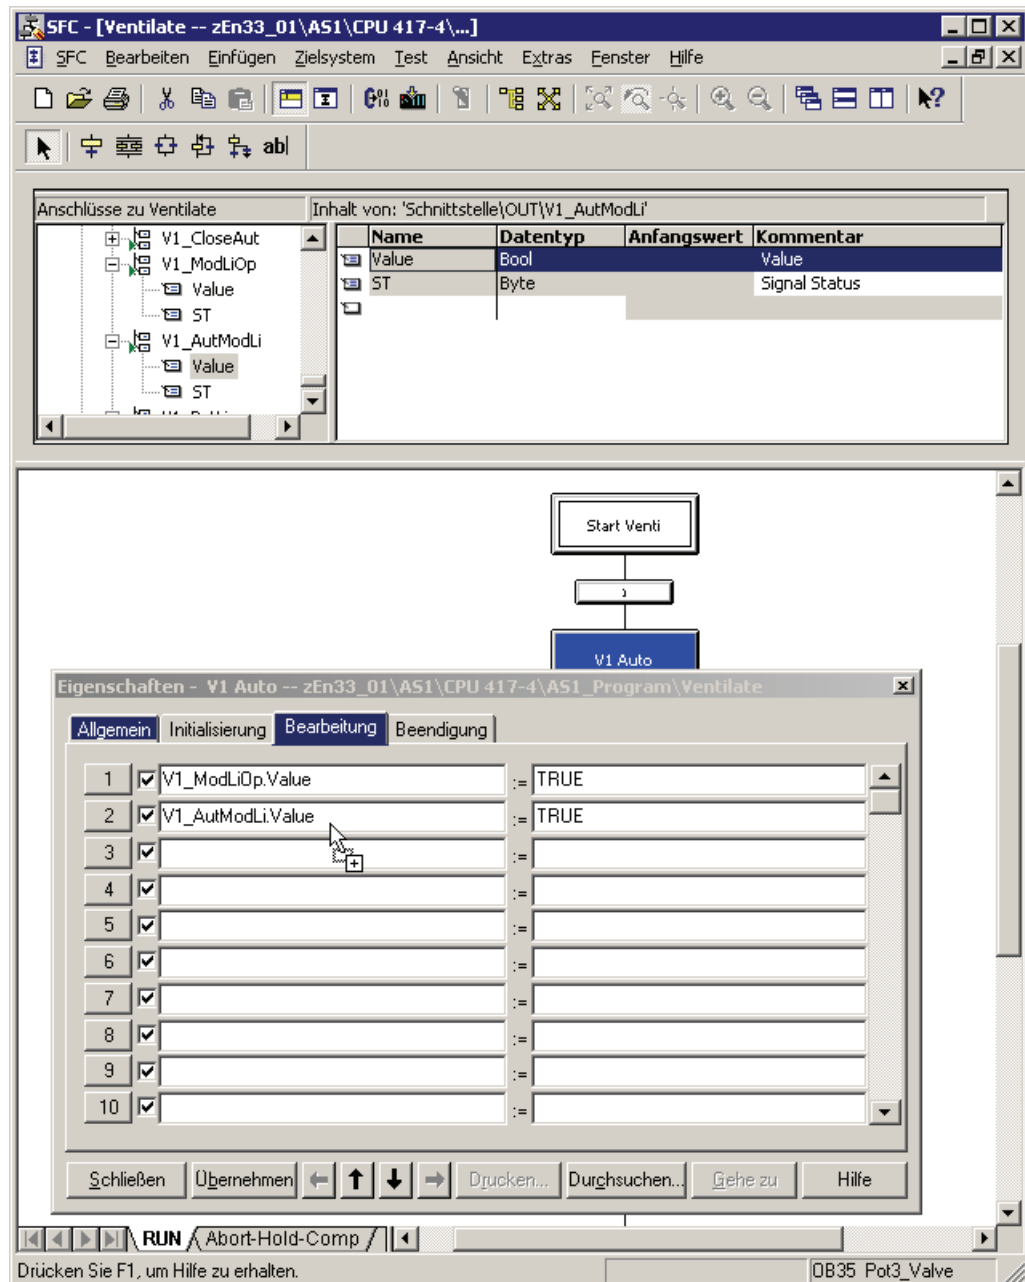 SFC - [Ventilate -- zEn33_01\AS1\CPU 417-4\...]
SFC Bearbeiten Einfügen Zielsystem Test Ansicht Extras Fenster Hilfe
ab
Anschlüsse zu Ventilate Inhalt von: 'Schnittstelle\OUT\V1_AutModLi'
V1_CloseAut
V1_ModLiOp
Value
ST
V1_AutModLi
Value
ST
Name Datentyp Anfangswert Kommentar
Value Bool Value
ST Byte Signal Status
Start Venti
V1 Auto
Eigenschaften - V1 Auto -- zEn33_01\AS1\CPU 417-4\AS1_Program\Ventilate
Allgemein Initialisierung Bearbeitung Beendigung
1 V1_ModLiOp.Value := TRUE
2 V1_AutModLi.Value := TRUE
3 :=
4 :=
5 :=
6 :=
7 :=
8 :=
9 :=
10 :=
Schließen Übernehmen Drucken... Durchsuchen... Gehe zu Hilfe
RUN Abort-Hold-Comp
Drücken Sie F1, um Hilfe zu erhalten. OB35 Pot3_Valve